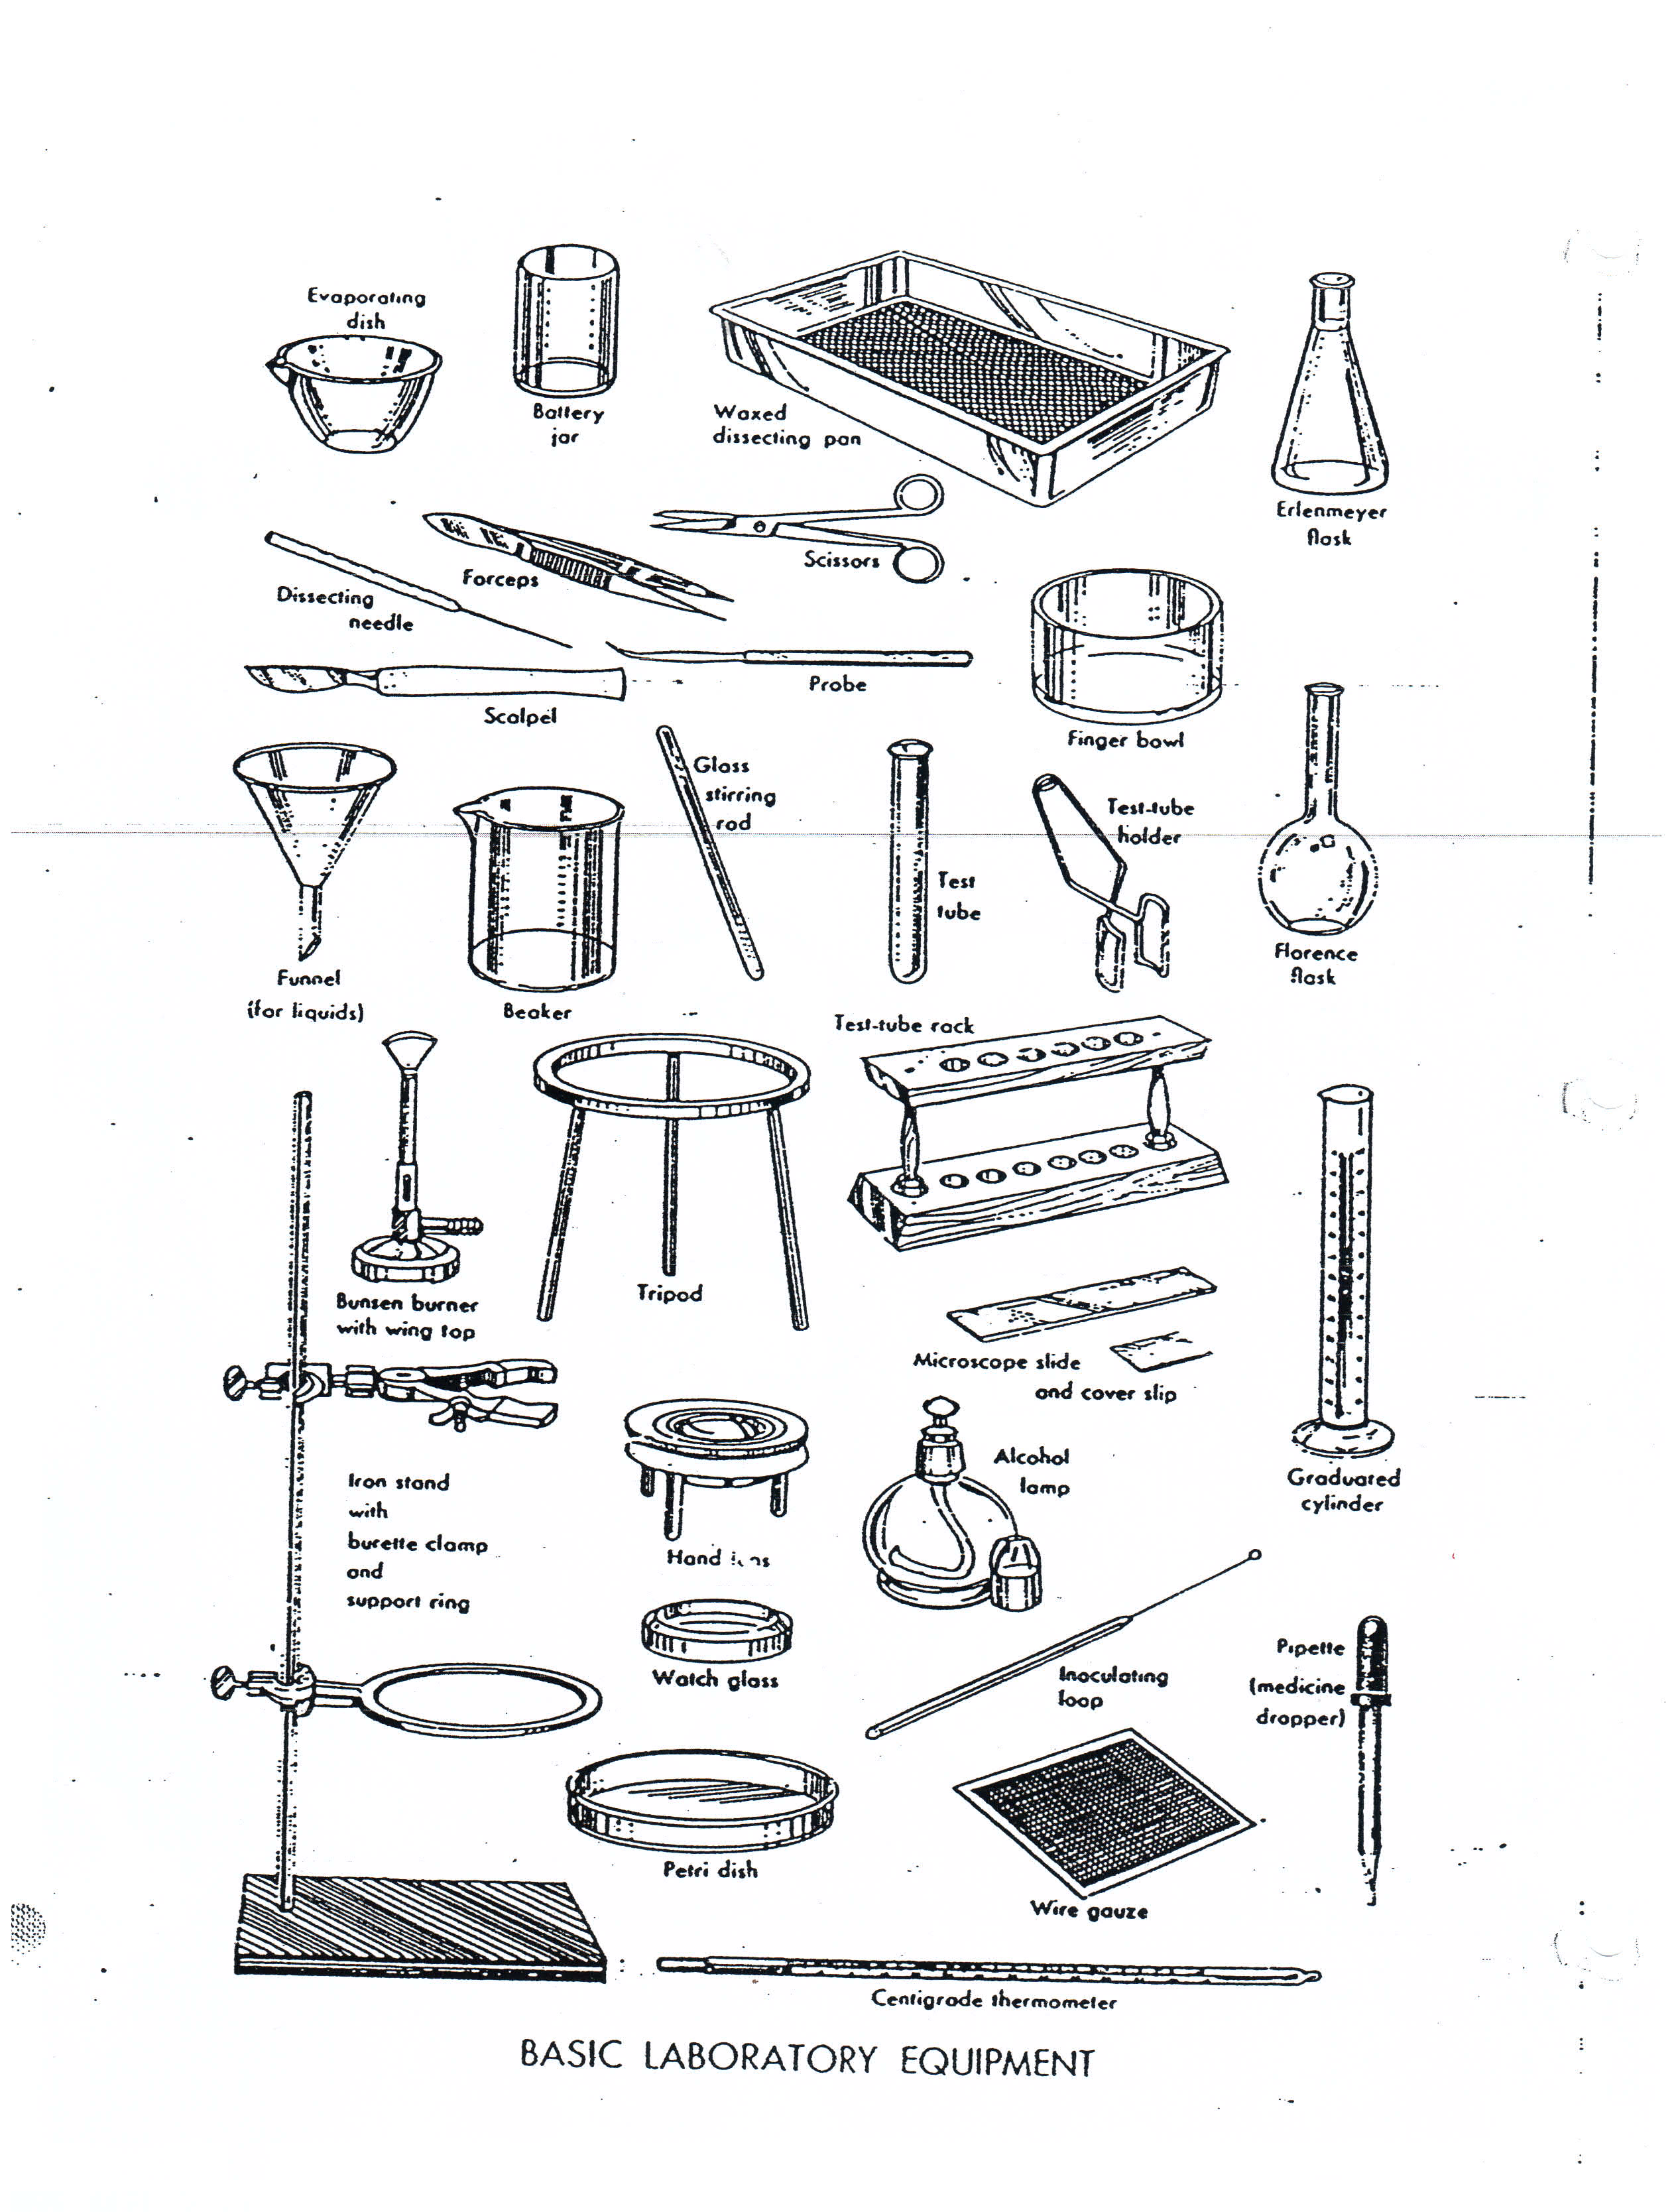 Evaporating
dish
Battery
jar
Waxed
dissecting pan
Erlenmeyer
flask
Scissors
Forceps
Dissecting
needle
Probe
Scalpel
Finger bowl
Glass
stirring
rod
Test-tube
holder
Test
tube
Florence
flask
Funnel
(for liquids)
Beaker
Test-tube rack
Tripod
Bunsen burner
with wing top
Microscope slide
and cover slip
Alcohol
lamp
Graduated
cylinder
Iron stand
with
burette clamp
and
support ring
Hand lens
Watch glass
Inoculating
loop
Pipette
(medicine
dropper)
Petri dish
Wire gauze
Centigrade thermometer
BASIC LABORATORY EQUIPMENT